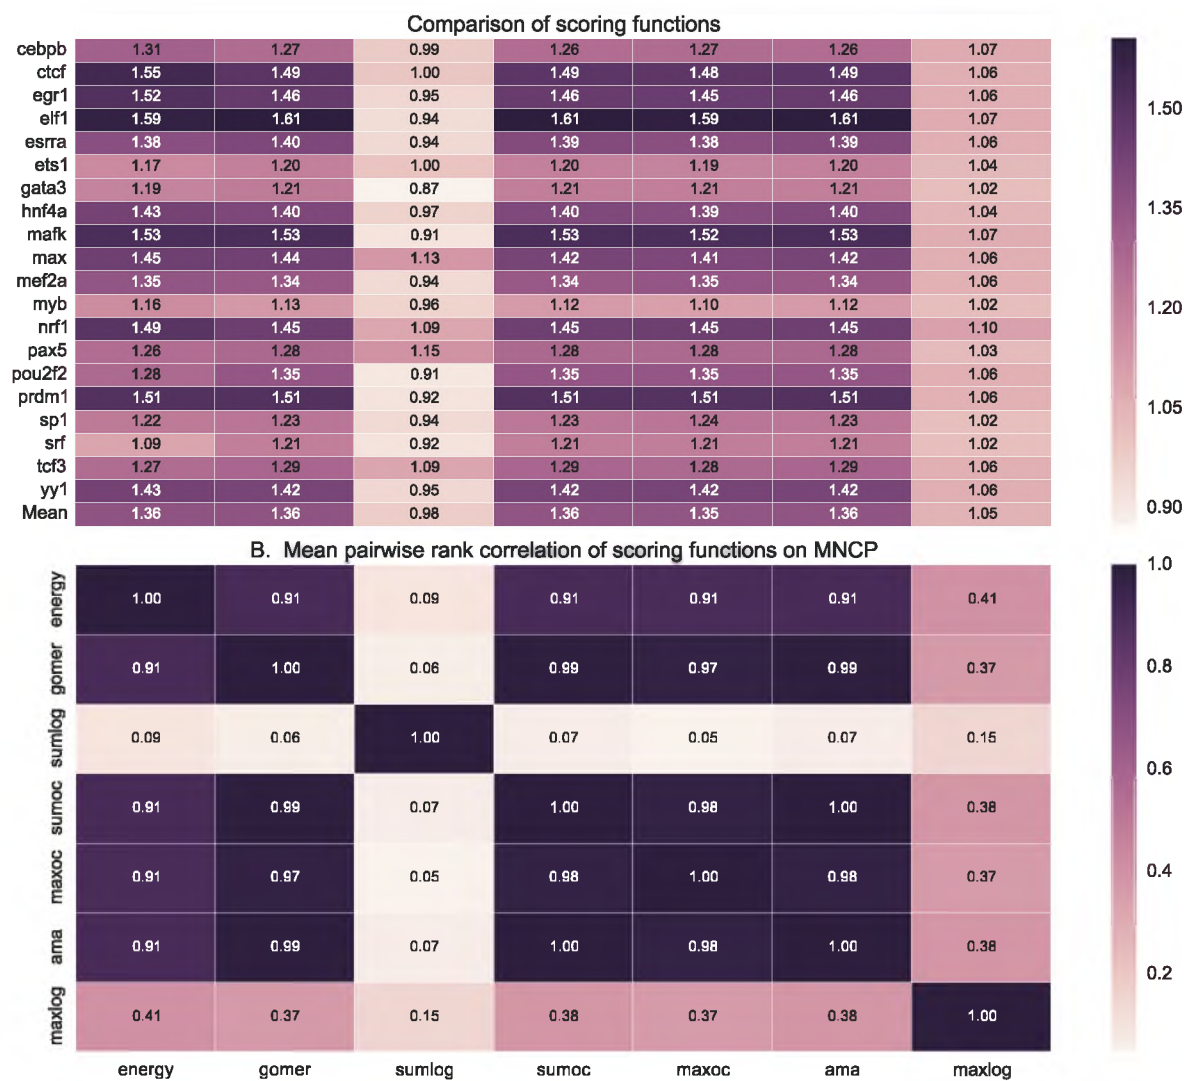 Comparison of scoring functions
cebpb 1.31 1.27 0.99 1.26 1.27 1.26 1.07
ctcf 1.55 1.49 1.00 1.49 1.48 1.49 1.06
egr1 1.52 1.46 0.95 1.46 1.45 1.46 1.06
elf1 1.59 1.61 0.94 1.61 1.59 1.61 1.07
esrra 1.38 1.40 0.94 1.39 1.38 1.39 1.06
ets1 1.17 1.20 1.00 1.20 1.19 1.20 1.04
gata3 1.19 1.21 0.87 1.21 1.21 1.21 1.02
hnf4a 1.43 1.40 0.97 1.40 1.39 1.40 1.04
mafk 1.53 1.53 0.91 1.53 1.52 1.53 1.07
max 1.45 1.44 1.13 1.42 1.41 1.42 1.06
mef2a 1.35 1.34 0.94 1.34 1.35 1.34 1.06
myb 1.16 1.13 0.96 1.12 1.10 1.12 1.02
nrf1 1.49 1.45 1.09 1.45 1.45 1.45 1.10
pax5 1.26 1.28 1.15 1.28 1.28 1.28 1.03
pou2f2 1.28 1.35 0.91 1.35 1.35 1.35 1.06
prdm1 1.51 1.51 0.92 1.51 1.51 1.51 1.06
sp1 1.22 1.23 0.94 1.23 1.24 1.23 1.02
srf 1.09 1.21 0.92 1.21 1.21 1.21 1.02
tcf3 1.27 1.29 1.09 1.29 1.28 1.29 1.06
yy1 1.43 1.42 0.95 1.42 1.42 1.42 1.06
Mean 1.36 1.36 0.98 1.36 1.35 1.36 1.05
1.50
1.35
1.20
1.05
0.90
B. Mean pairwise rank correlation of scoring functions on MNCP
energy 1.00 0.91 0.09 0.91 0.91 0.91 0.41
gomer 0.91 1.00 0.06 0.99 0.97 0.99 0.37
sumlog 0.09 0.06 1.00 0.07 0.05 0.07 0.15
sumoc 0.91 0.99 0.07 1.00 0.98 1.00 0.38
maxoc 0.91 0.97 0.05 0.98 1.00 0.98 0.37
ama 0.91 0.99 0.07 1.00 0.98 1.00 0.38
maxlog 0.41 0.37 0.15 0.38 0.37 0.38 1.00
energy gomer sumlog sumoc maxoc ama maxlog
1.0
0.8
0.6
0.4
0.2